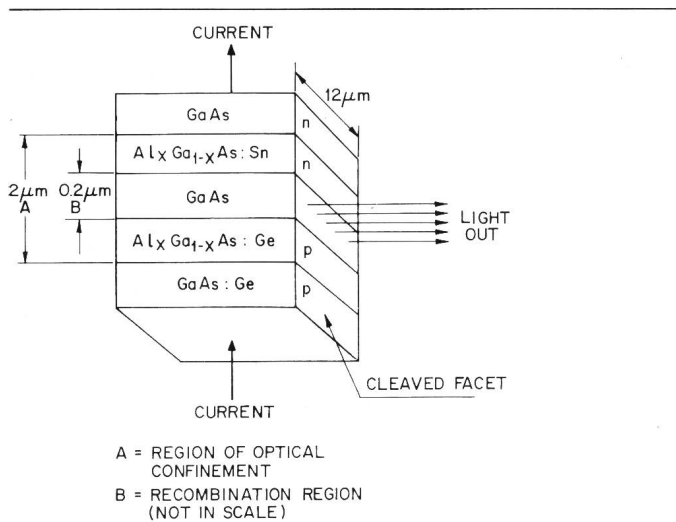 CURRENT
12μm
GaAs
n
AlxGa1-xAs:Sn
n
2μm 0.2μm
A B
GaAs
LIGHT
OUT
AlxGa1-xAs:Ge
p
GaAs:Ge
p
CLEAVED FACET
CURRENT
A = REGION OF OPTICAL
CONFINEMENT
B = RECOMBINATION REGION
(NOT IN SCALE)